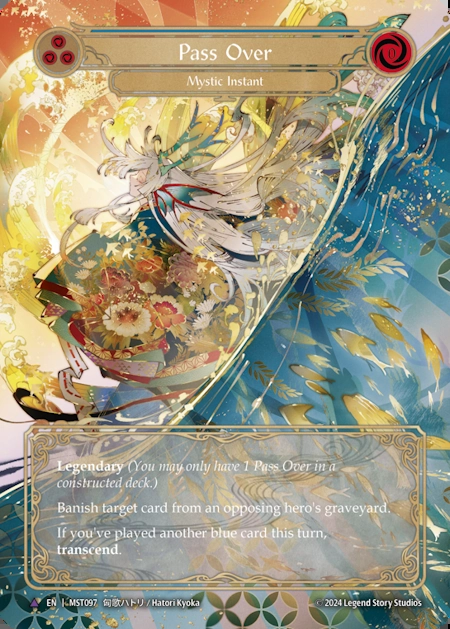 Pass Over
Mystic Instant
Legendary (You may only have 1 Pass Over in a
constructed deck.)
Banish target card from an opposing hero's graveyard.
If you've played another blue card this turn,
transcend.
EN | MST097 匈歌ハトリ / Hatori Kyoka © 2024 Legend Story Studios